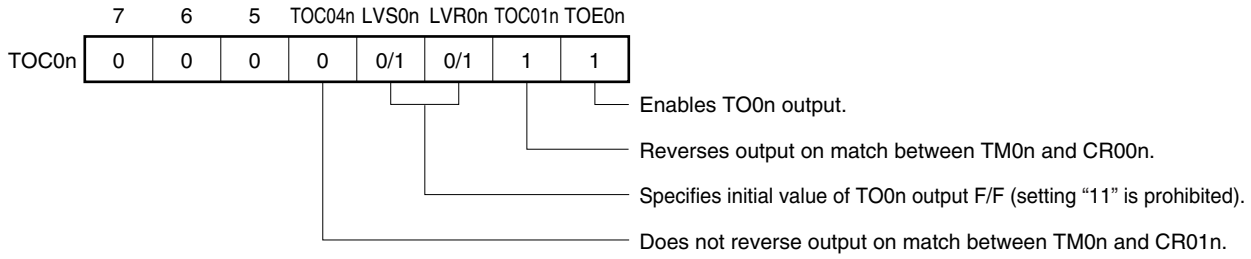 7 6 5 TOC04n LVS0n LVR0n TOC01n TOE0n
TOC0n 0 0 0 0 0/1 0/1 1 1
Enables TO0n output.
Reverses output on match between TM0n and CR00n.
Specifies initial value of TO0n output F/F (setting “11” is prohibited).
Does not reverse output on match between TM0n and CR01n.